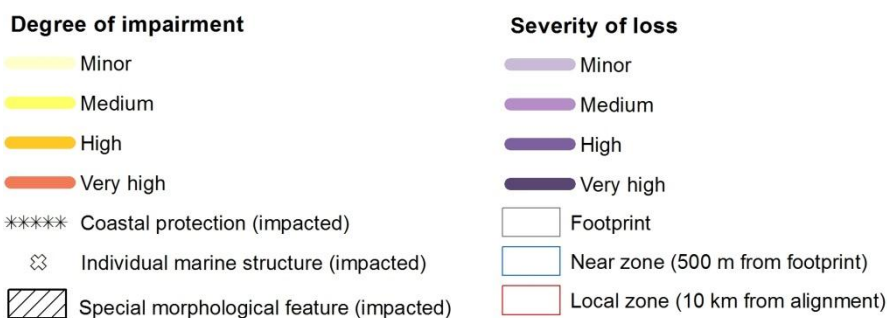 Degree of impairment
Minor
Medium
High
Very high
Coastal protection (impacted)
Individual marine structure (impacted)
Special morphological feature (impacted)
Severity of loss
Minor
Medium
High
Very high
Footprint
Near zone (500 m from footprint)
Local zone (10 km from alignment)